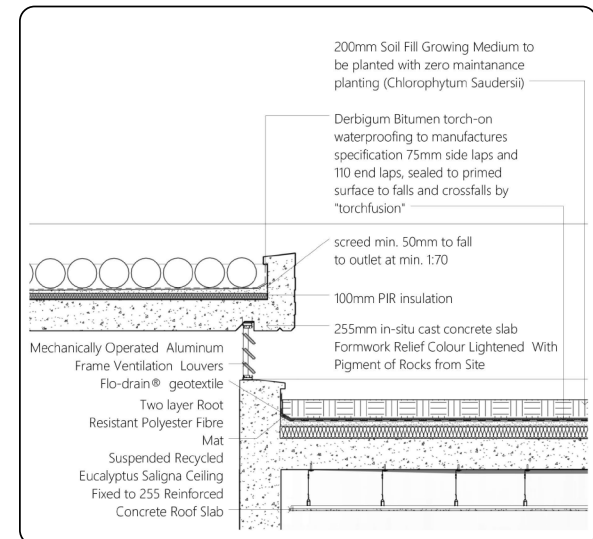 200mm Soil Fill Growing Medium to
be planted with zero maintanance
planting (Chlorophytum Saudersii)
Derbigum Bitumen torch-on
waterproofing to manufactures
specification 75mm side laps and
110 end laps, sealed to primed
surface to falls and crossfalls by
"torchfusion"
screed min. 50mm to fall
to outlet at min. 1:70
100mm PIR insulation
255mm in-situ cast concrete slab
Formwork Relief Colour Lightened With
Pigment of Rocks from Site
Mechanically Operated Aluminum
Frame Ventilation Louvers
Flo-drain® geotextile
Two layer Root
Resistant Polyester Fibre
Mat
Suspended Recycled
Eucalyptus Saligna Ceiling
Fixed to 255 Reinforced
Concrete Roof Slab